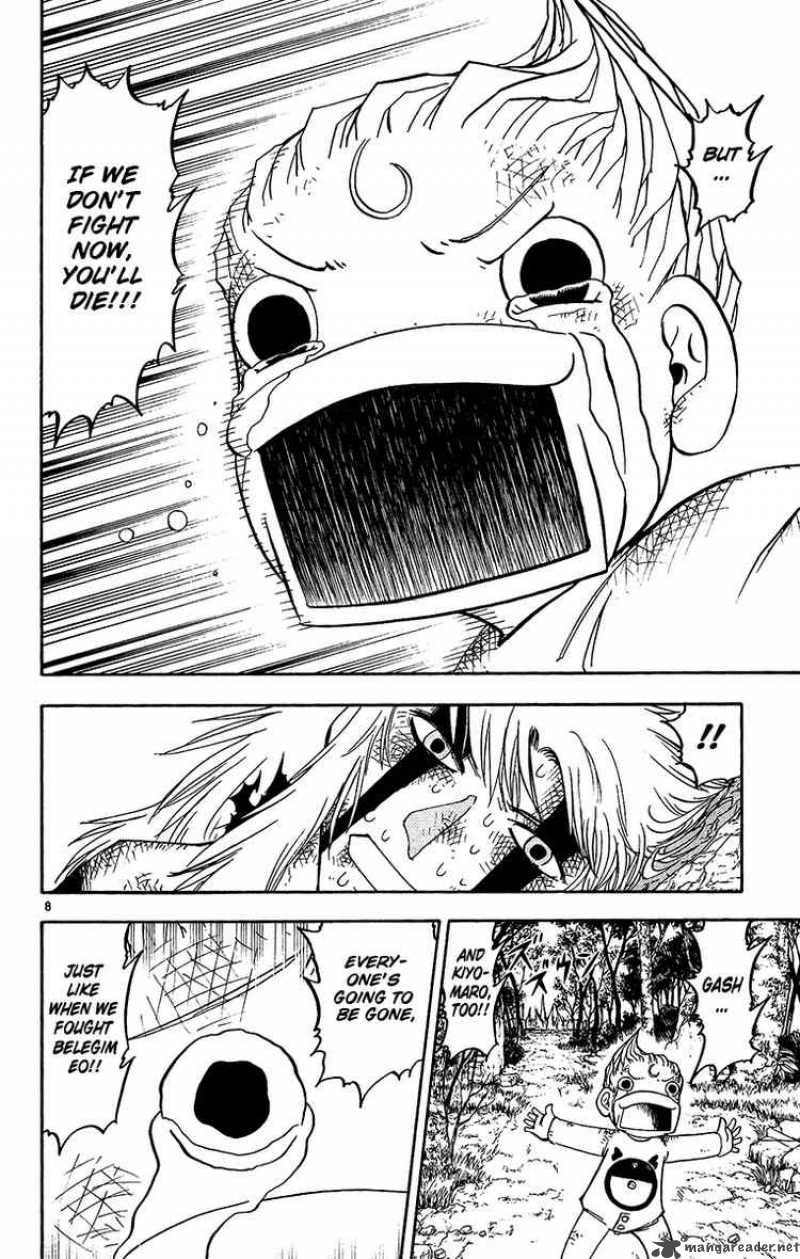 BUT
...
IF WE
DON'T
FIGHT
NOW,
YOU'LL
DIE!!!
!!
8
GASH
...
AND
KIYO-
MARO,
TOO!!
EVERY-
ONE'S
GOING TO
BE GONE,
JUST
LIKE
WHEN WE
FOUGHT
BELEGIM
EO!!
mangareader.net